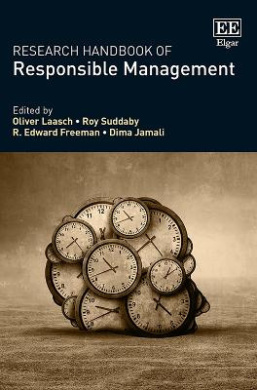 EE
Elgar
RESEARCH HANDBOOK OF
Responsible Management
Edited by
Oliver Laasch • Roy Suddaby
R. Edward Freeman • Dima Jamali